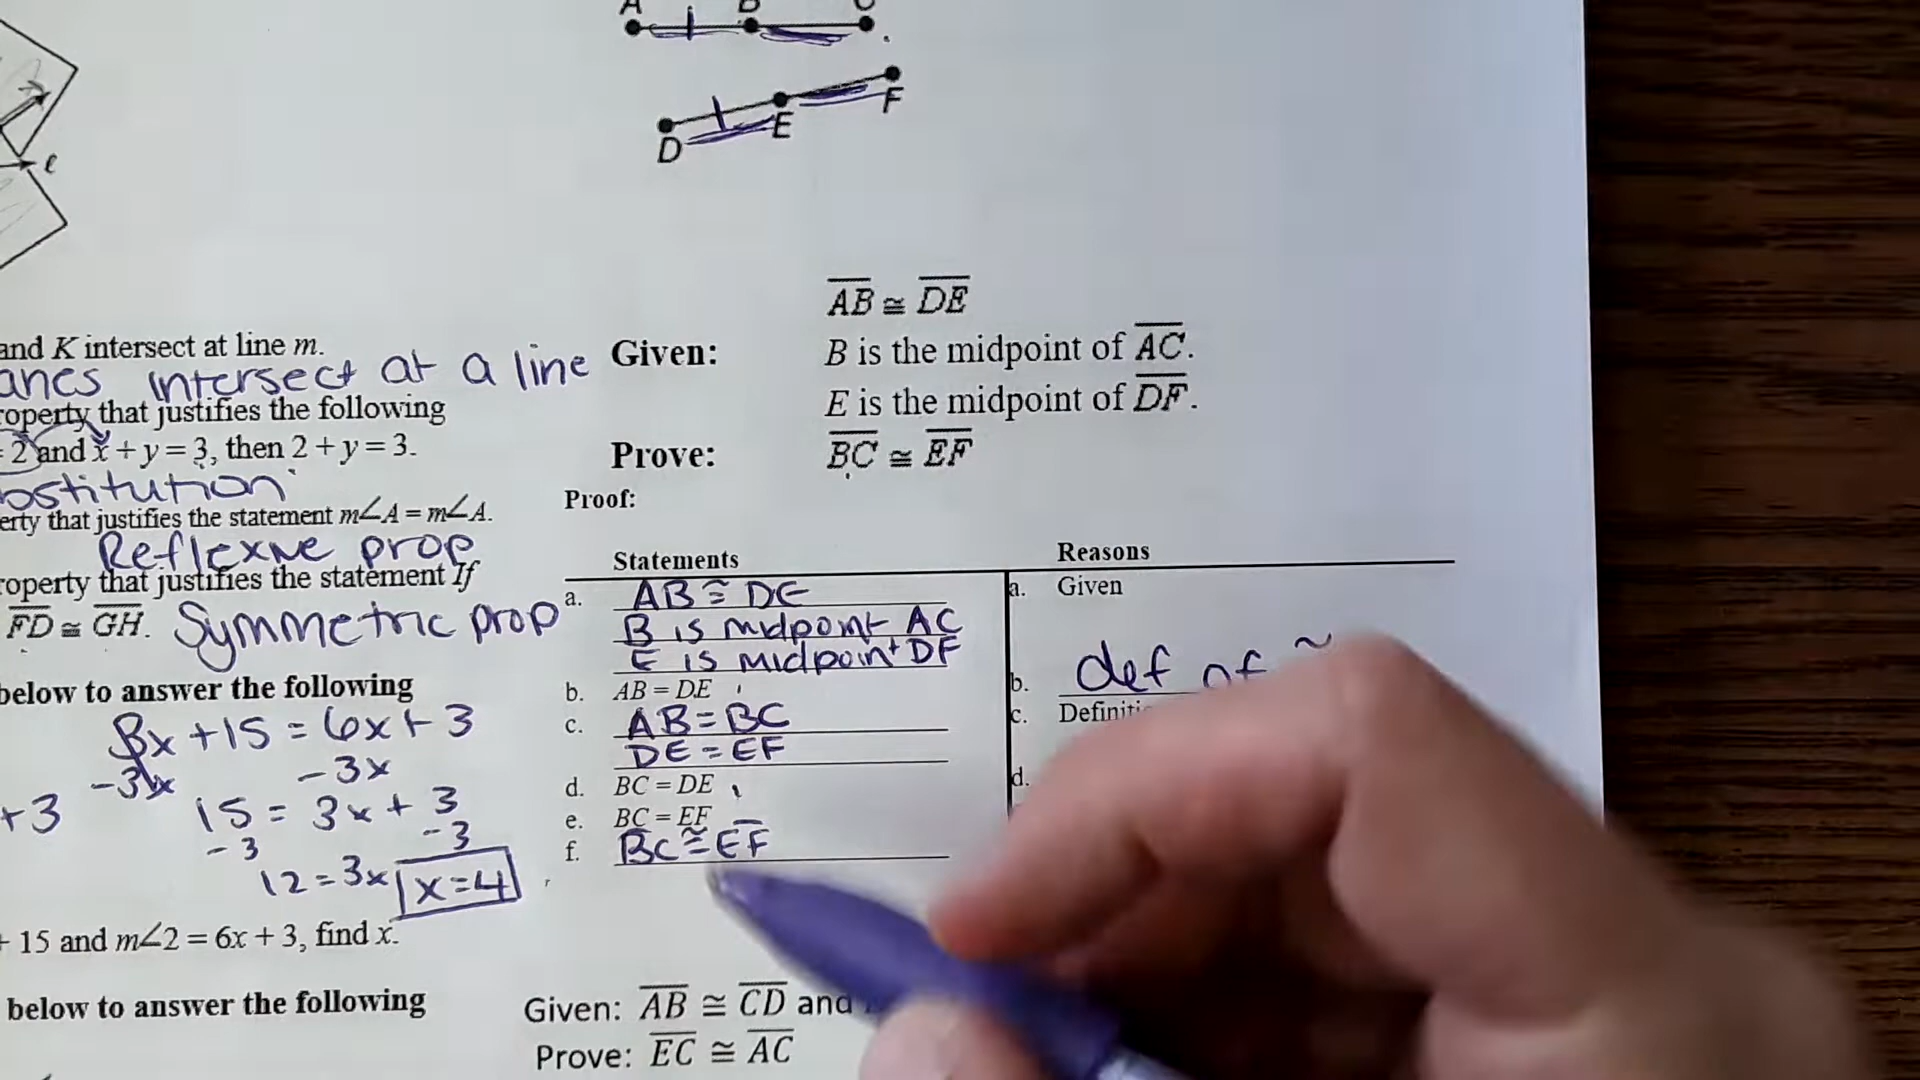 A B C
D E F
ℓ
and K intersect at line m.
anes intersect at a line
operty that justifies the following
= 2 and x + y = 3, then 2 + y = 3.
bstitution
erty that justifies the statement m∠A = m∠A.
Reflexive prop
roperty that justifies the statement If
FD ≅ GH. Symmetric prop
below to answer the following
3x + 15 = 6x + 3
-3x -3x
+3 15 = 3x + 3
-3 -3
12 = 3x x = 4
+ 15 and m∠2 = 6x + 3, find x.
below to answer the following
AB ≅ DE
Given: B is the midpoint of AC.
E is the midpoint of DF.
Prove: BC ≅ EF
Proof:
Statements Reasons
a. AB ≅ DE a. Given
B is midpoint AC
E is midpoint DF
b. AB = DE b. def of ≅
c. AB = BC c.
DE = EF
d. BC = DE d.
e. BC = EF
f. BC ≅ EF
Given: AB ≅ CD and
Prove: EC ≅ AC